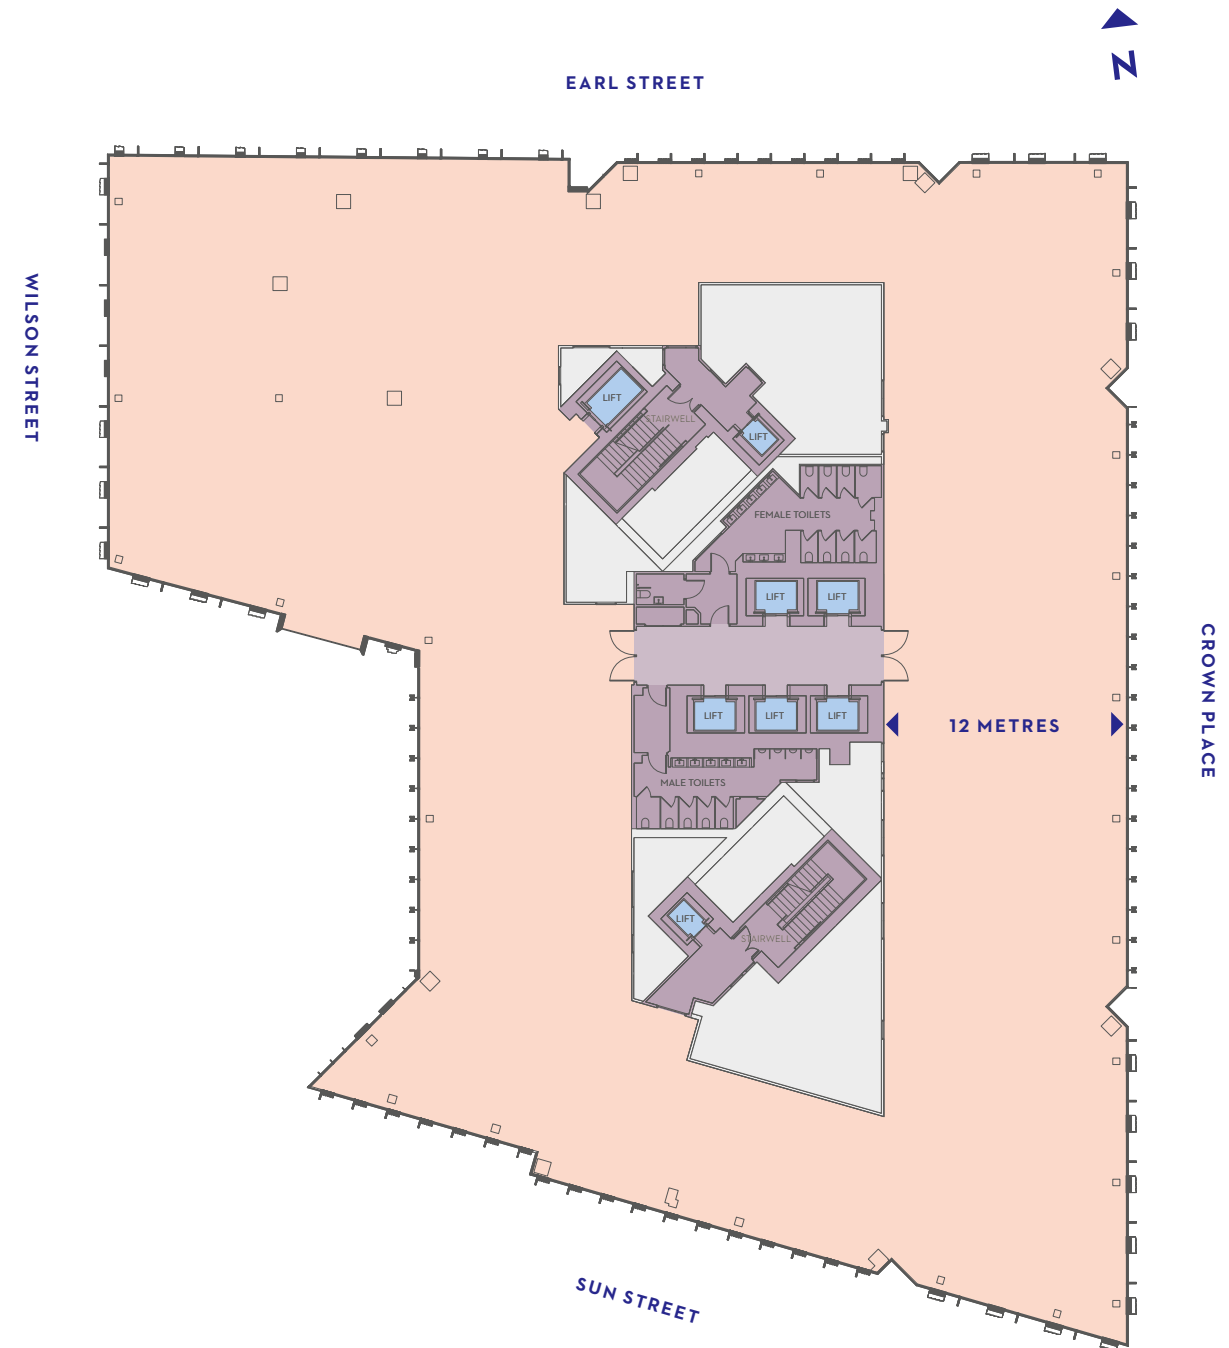 N
EARL STREET
WILSON STREET
LIFT
STAIRWELL
LIFT
FEMALE TOILETS
LIFT
LIFT
CROWN PLACE
LIFT
LIFT
LIFT
12 METRES
MALE TOILETS
LIFT
STAIRWELL
SUN STREET